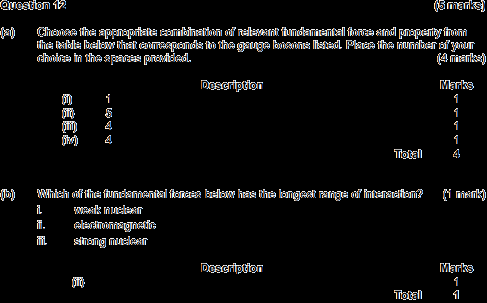 Question 12 (5 marks)
(a) Choose the appropriate combination of relevant fundamental force and property from
the table below that corresponds to the gauge bosons listed. Place the number of your
choice in the spaces provided. (4 marks)
Description Marks
(i) 1 1
(ii) 5 1
(iii) 4 1
(iv) 4 1
Total 4
(b) Which of the fundamental forces below has the longest range of interaction? (1 mark)
i. weak nuclear
ii. electromagnetic
iii. strong nuclear
Description Marks
(ii) 1
Total 1